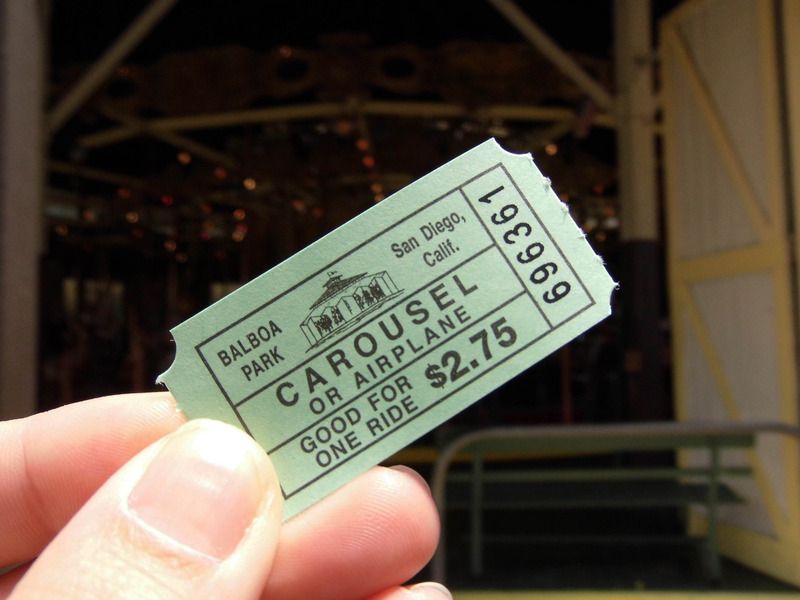 BALBOA
PARK
San Diego,
Calif.
CAROUSEL
OR AIRPLANE
GOOD FOR
ONE RIDE
$2.75
696361